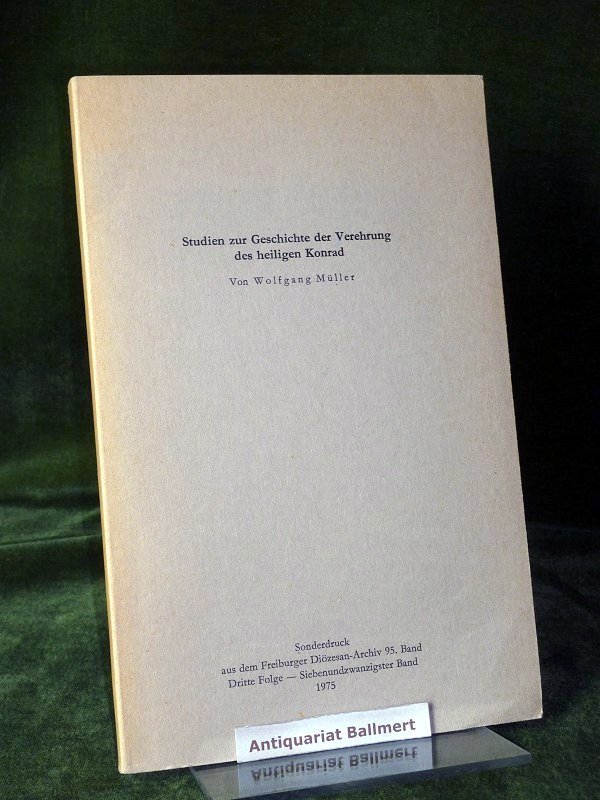 Studien zur Geschichte der Verehrung
des heiligen Konrad
Von Wolfgang Müller
Sonderdruck
aus dem Freiburger Diözesan-Archiv 95. Band
Dritte Folge — Siebenundzwanzigster Band
1975
Antiquariat Ballmert